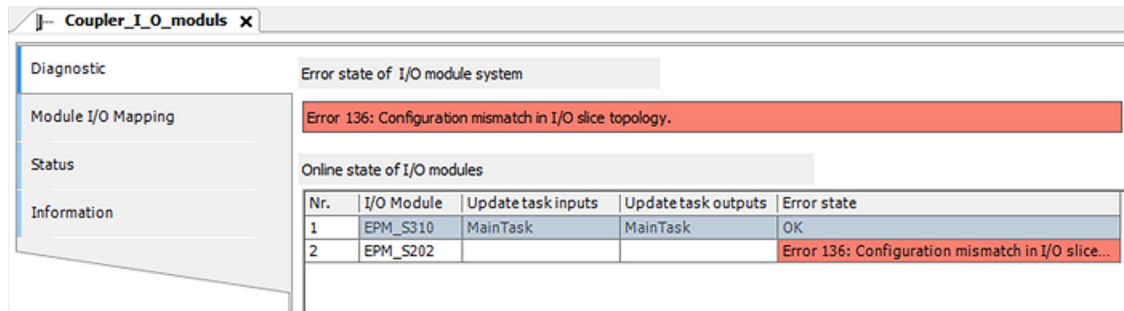 Coupler_I_O_moduls x
Diagnostic
Module I/O Mapping
Status
Information
Error state of I/O module system
Error 136: Configuration mismatch in I/O slice topology.
Online state of I/O modules
Nr. I/O Module Update task inputs Update task outputs Error state
1 EPM_S310 MainTask MainTask OK
2 EPM_S202 Error 136: Configuration mismatch in I/O slice...